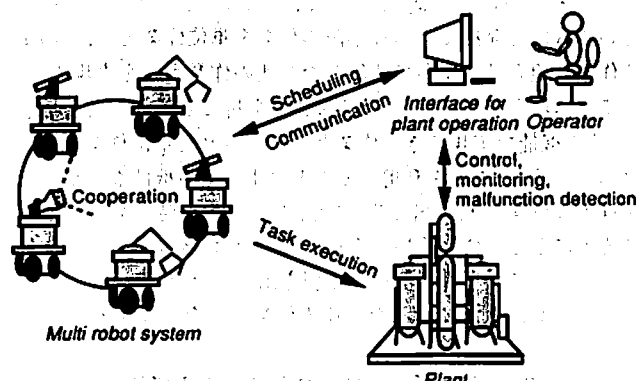 Scheduling
Communication
Interface for
plant operation
Operator
Cooperation
Control,
monitoring,
malfunction detection
Task execution
Multi robot system
Plant